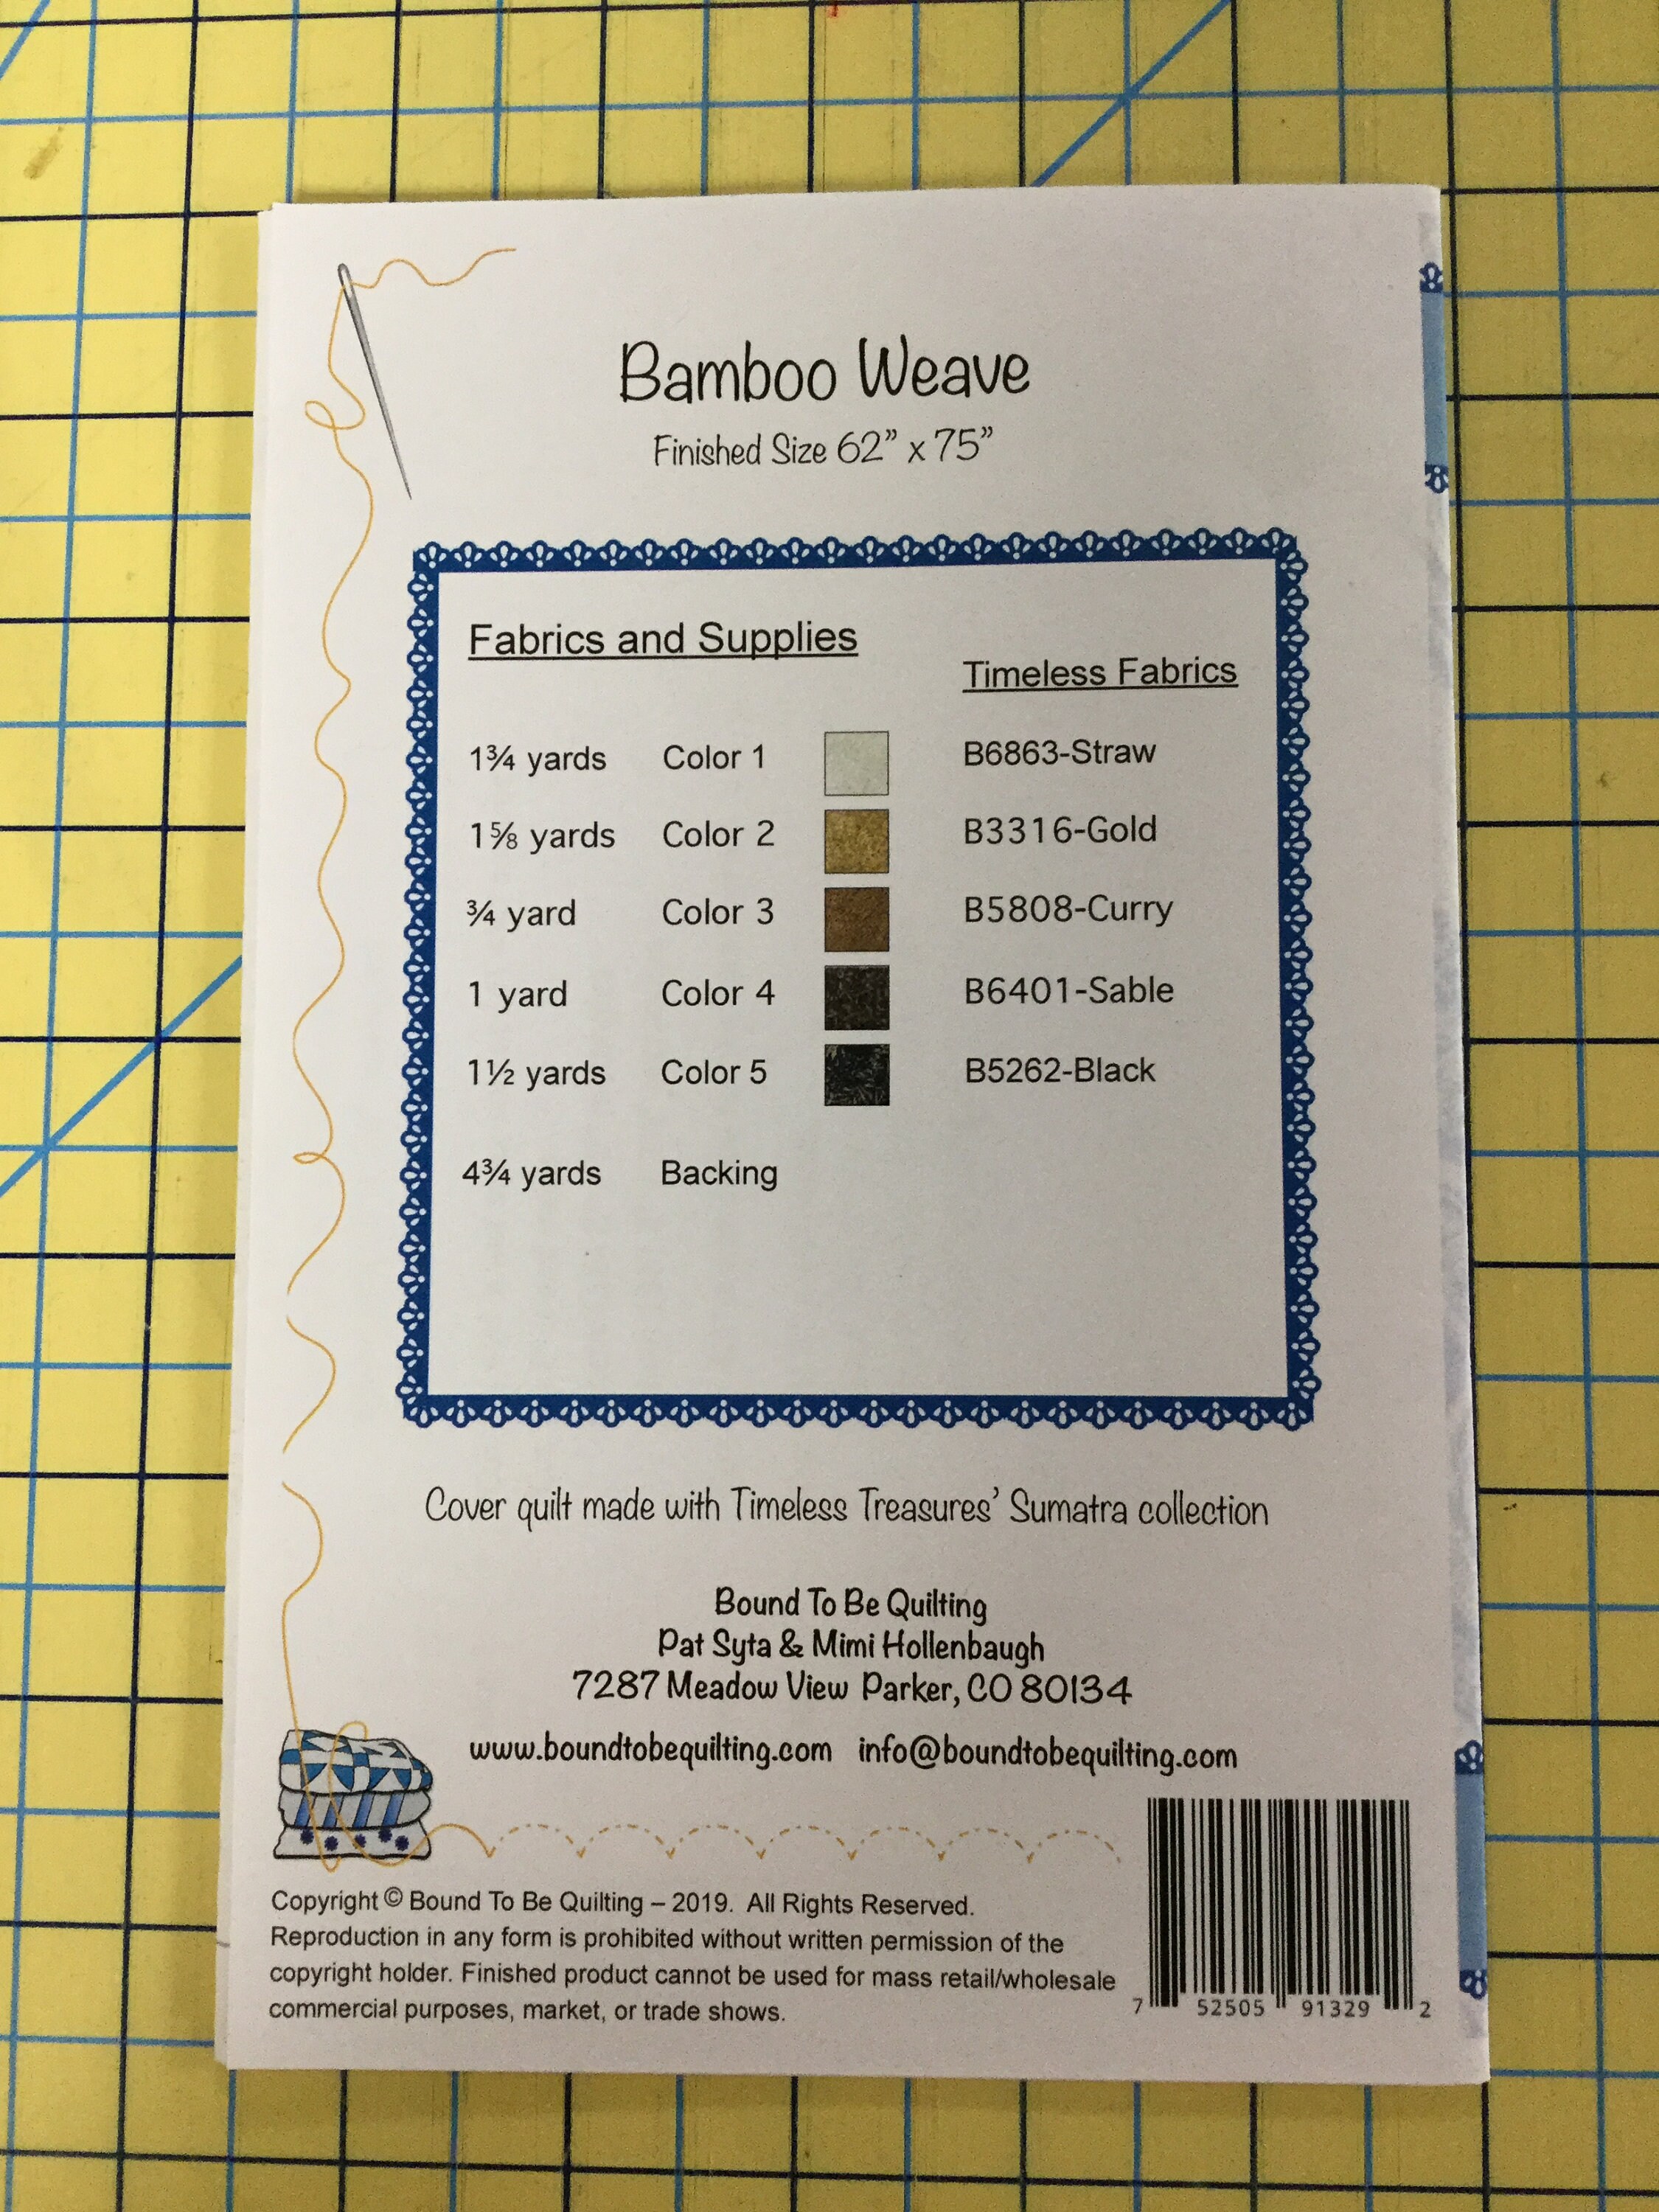 Bamboo Weave
Finished Size 62” x 75”
Fabrics and Supplies
Timeless Fabrics
1¾ yards Color 1 B6863-Straw
1⅝ yards Color 2 B3316-Gold
¾ yard Color 3 B5808-Curry
1 yard Color 4 B6401-Sable
1½ yards Color 5 B5262-Black
4¾ yards Backing
Cover quilt made with Timeless Treasures’ Sumatra collection
Bound To Be Quilting
Pat Syta & Mimi Hollenbaugh
7287 Meadow View Parker, CO 80134
www.boundtobequilting.com info@boundtobequilting.com
Copyright © Bound To Be Quilting – 2019. All Rights Reserved.
Reproduction in any form is prohibited without written permission of the
copyright holder. Finished product cannot be used for mass retail/wholesale
commercial purposes, market, or trade shows.
7 52505 91329 2